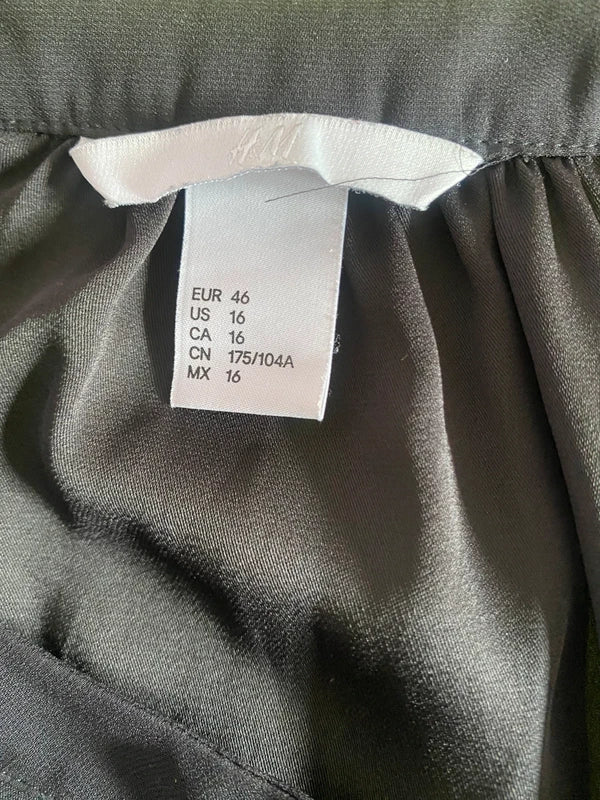 H&M
EUR 46
US 16
CA 16
CN 175/104A
MX 16